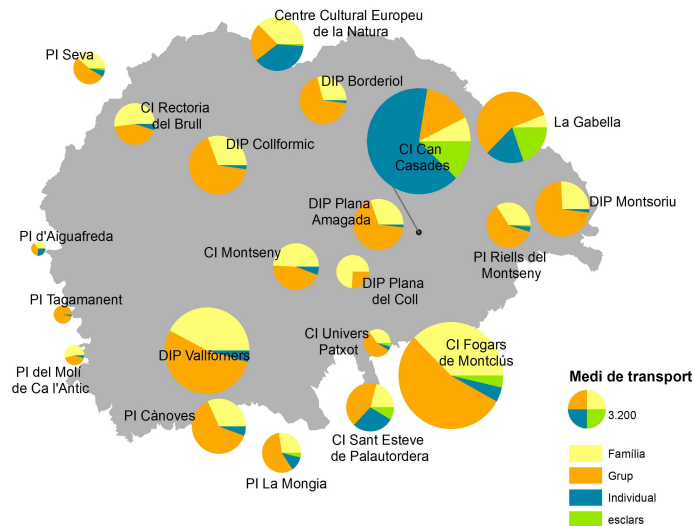 Centre Cultural Europeu
de la Natura
PI Seva
DIP Borderiol
CI Rectoria
del Brull
La Gabella
DIP Collformic
CI Can
Casades
DIP Plana
Amagada
DIP Montsoriu
PI d'Aiguafreda
CI Montseny
PI Riells del
Montseny
DIP Plana
del Coll
PI Tagamanent
CI Univers
Patxot
CI Fogars
de Montclús
DIP Vallforners
PI del Molí
de Ca l'Antic
Medi de transport
3.200
PI Cànoves
CI Sant Esteve
de Palautordera
Família
Grup
PI La Mongia
Individual
esclars